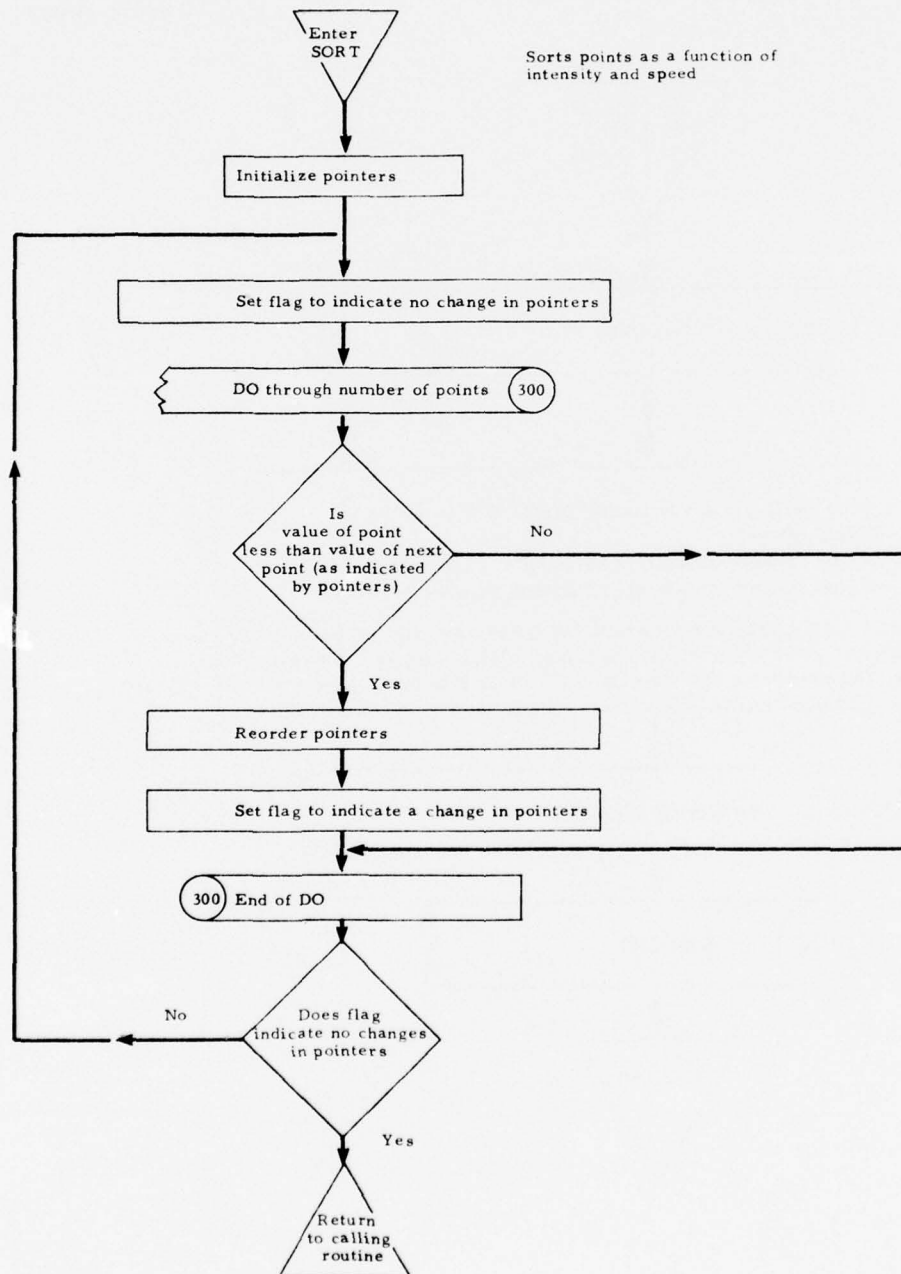 Enter
SORT
Sorts points as a function of
intensity and speed
Initialize pointers
Set flag to indicate no change in pointers
DO through number of points
300
Is
value of point
less than value of next
point (as indicated
by pointers)
No
Yes
Reorder pointers
Set flag to indicate a change in pointers
300 End of DO
No
Does flag
indicate no changes
in pointers
Yes
Return
to calling
routine